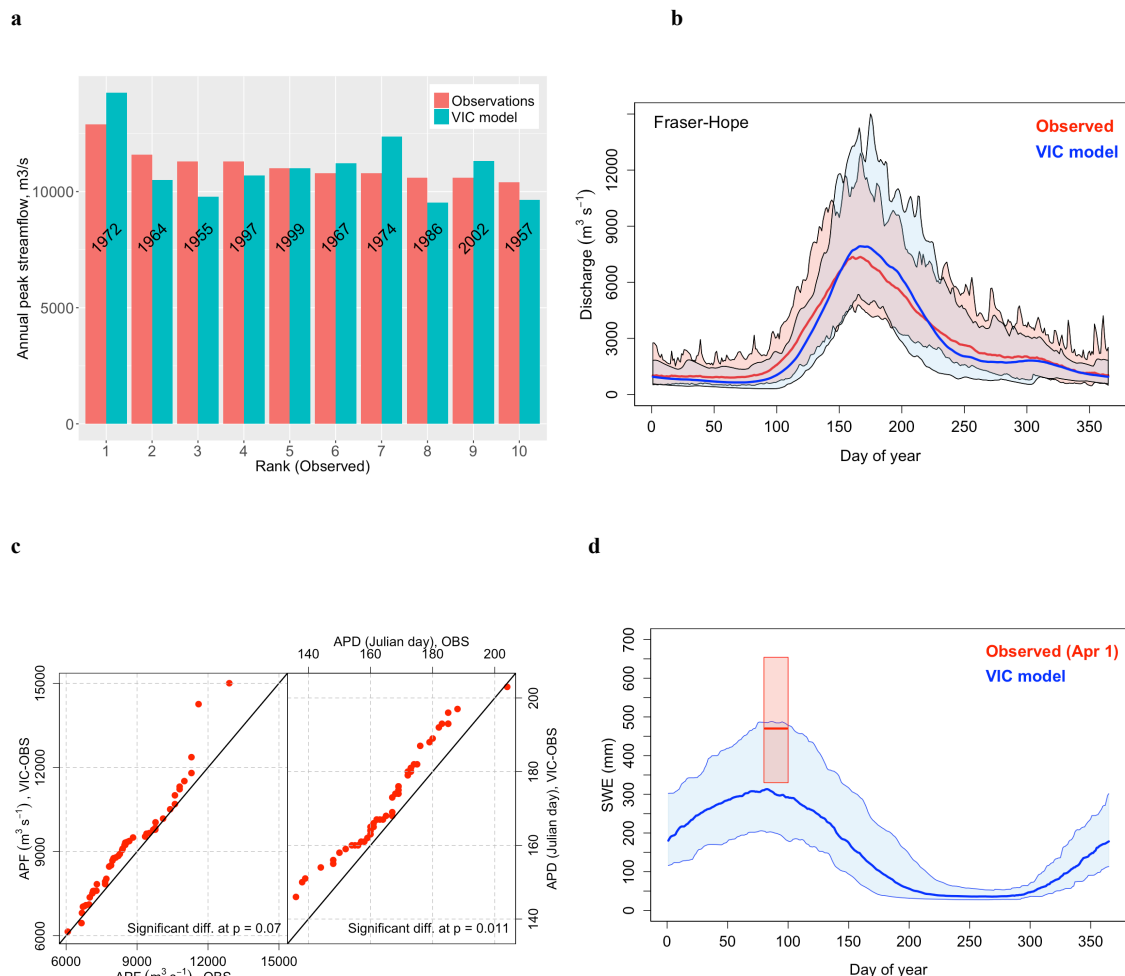 a
Annual peak streamflow, m3/s
10000
5000
0
Observations
VIC model
1972
1964
1955
1997
1999
1967
1974
1986
2002
1957
1 2 3 4 5 6 7 8 9 10
Rank (Observed)
b
Fraser-Hope
Observed
VIC model
Discharge (m³ s⁻¹)
0 3000 6000 9000 12000
0 50 100 150 200 250 300 350
Day of year
c
APD (Julian day), OBS
140 160 180 200
APF (m³ s⁻¹), VIC-OBS
6000 9000 12000 15000
Significant diff. at p = 0.07
Significant diff. at p = 0.011
APD (Julian day), VIC-OBS
140 160 180 200
6000 9000 12000 15000
APF (m³ s⁻¹), OBS
d
Observed (Apr 1)
VIC model
SWE (mm)
0 100 200 300 400 500 600 700
0 50 100 150 200 250 300 350
Day of year